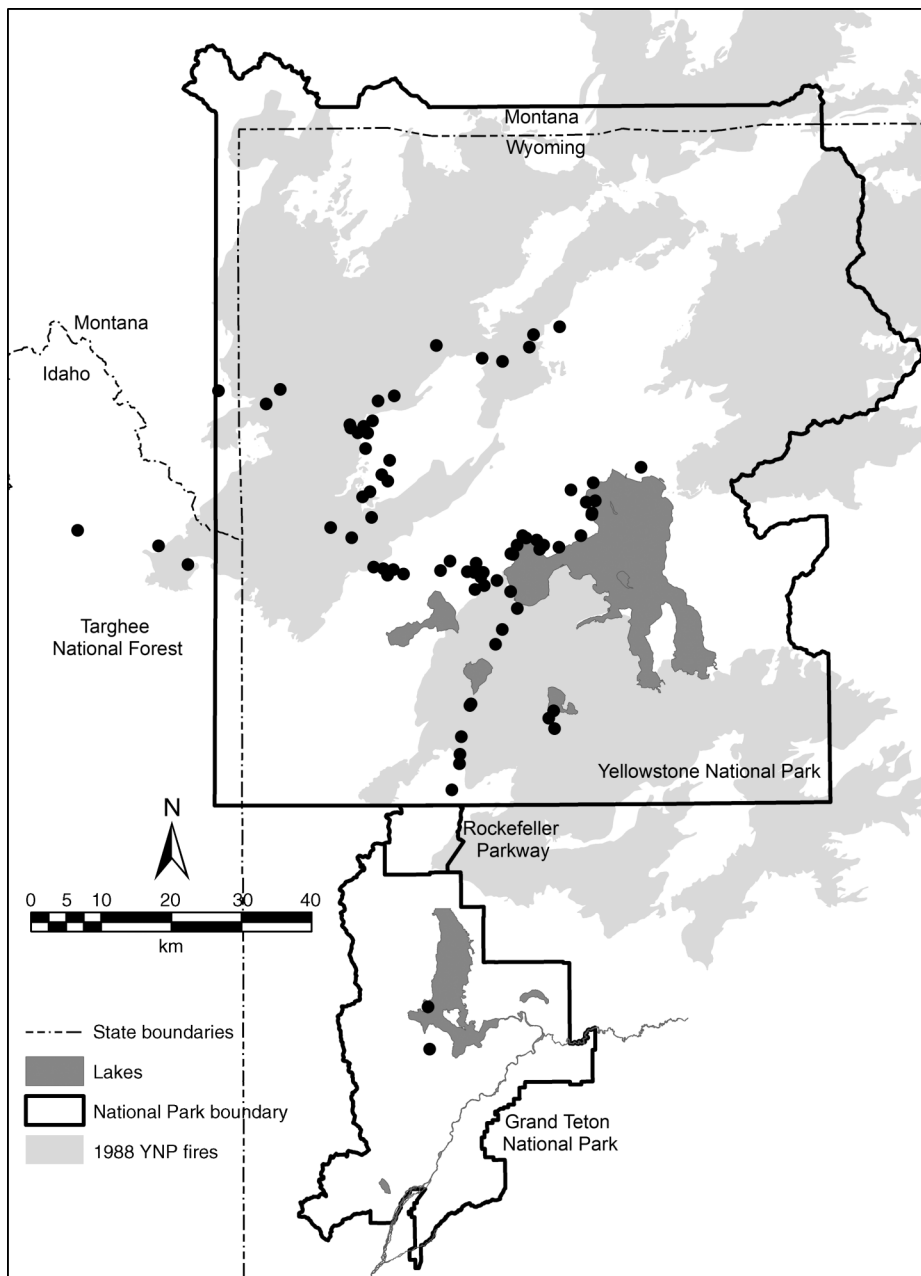 Montana
Wyoming
Montana
Idaho
Targhee
National Forest
Yellowstone National Park
N
Rockefeller
Parkway
0 5 10 20 30 40
km
State boundaries
Lakes
National Park boundary
1988 YNP fires
Grand Teton
National Park